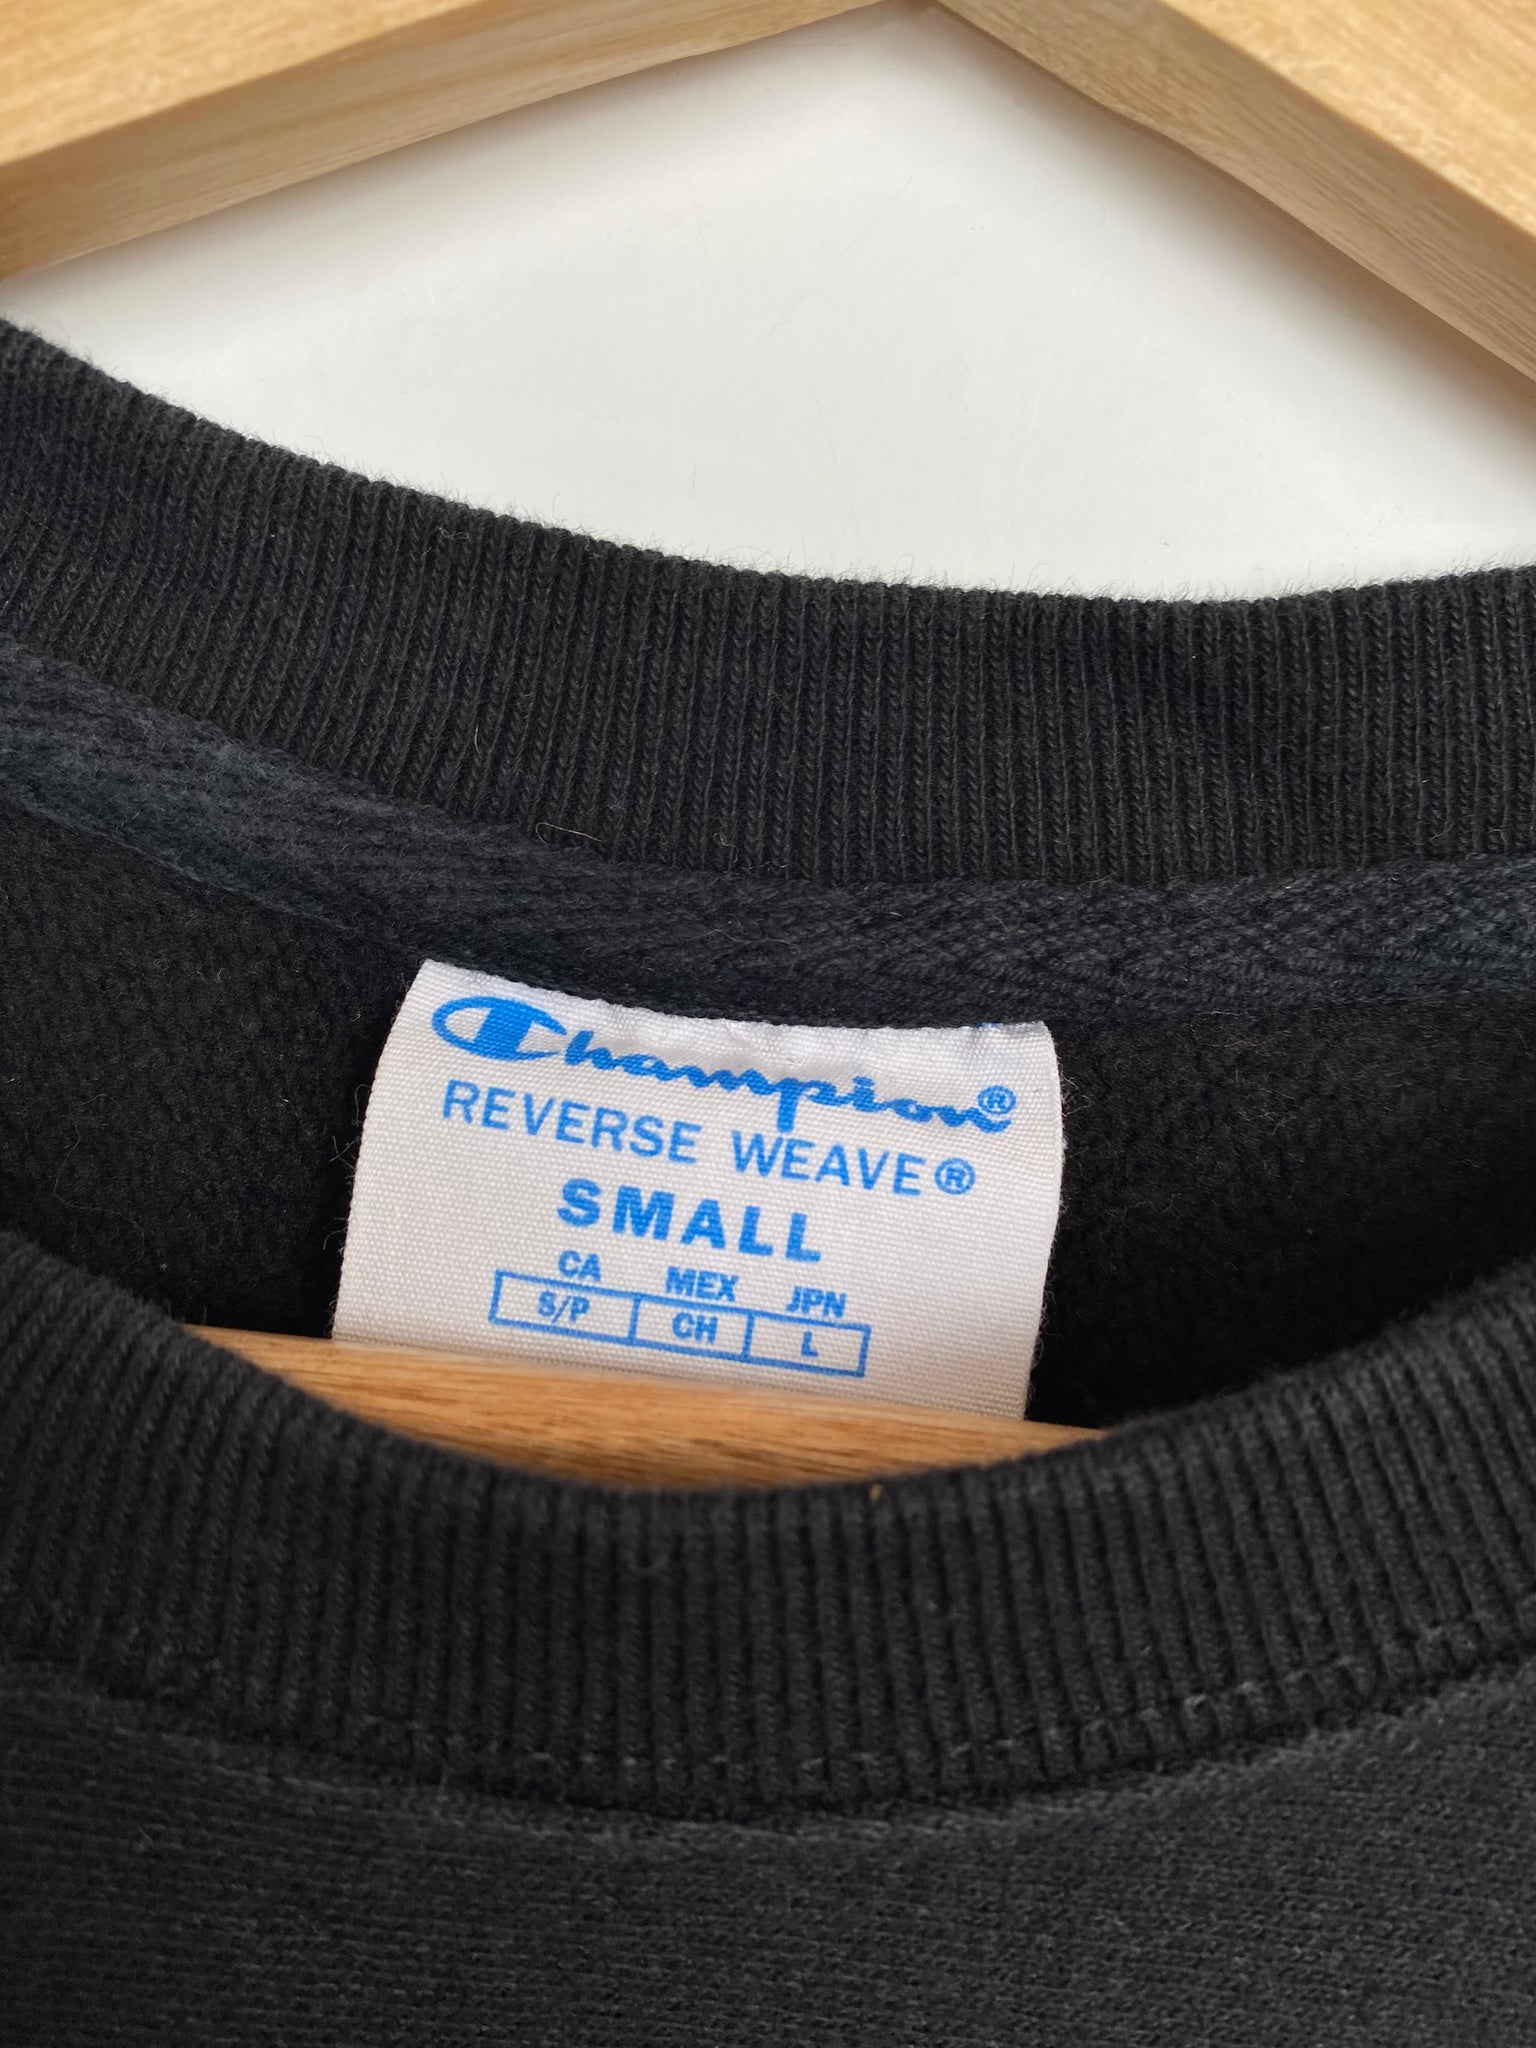 Champion®
REVERSE WEAVE®
SMALL
CA MEX JPN
S/P CH L